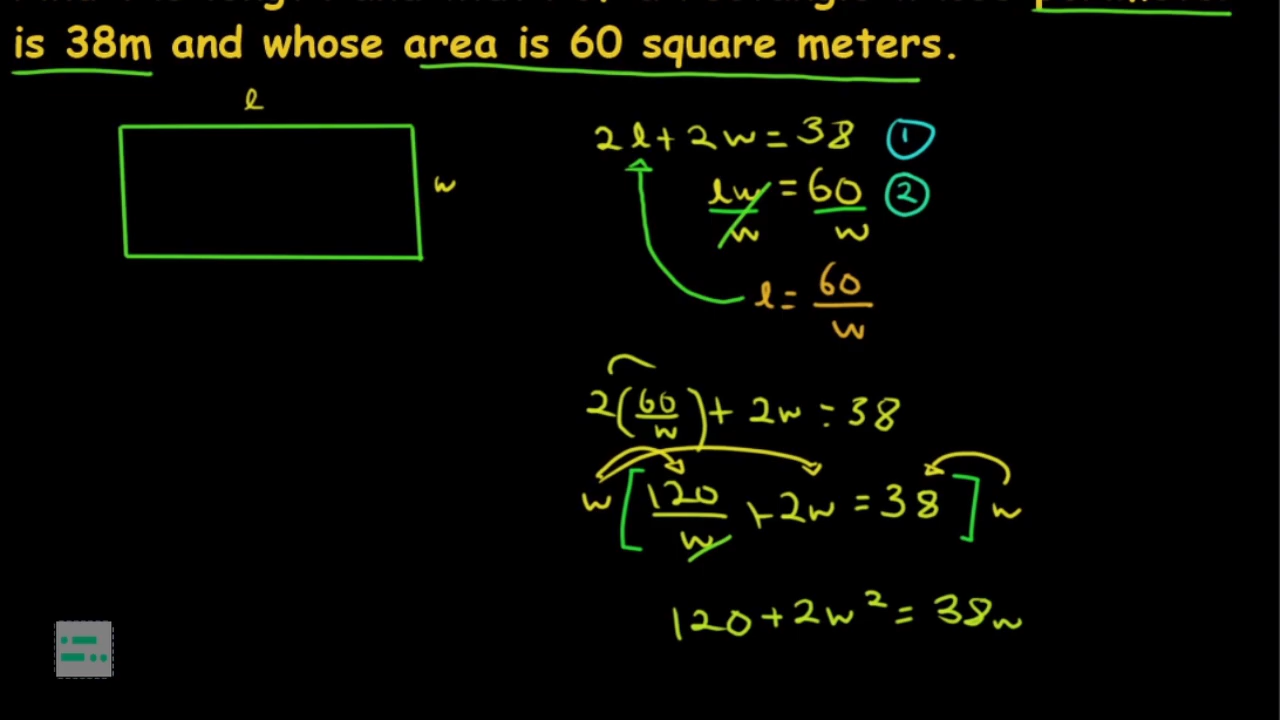 is 38m and whose area is 60 square meters.
l
w
2l + 2w = 38 ①
lw/w = 60/w ②
l = 60/w
2(60/w) + 2w = 38
w[120/w + 2w = 38]w
120 + 2w² = 38w